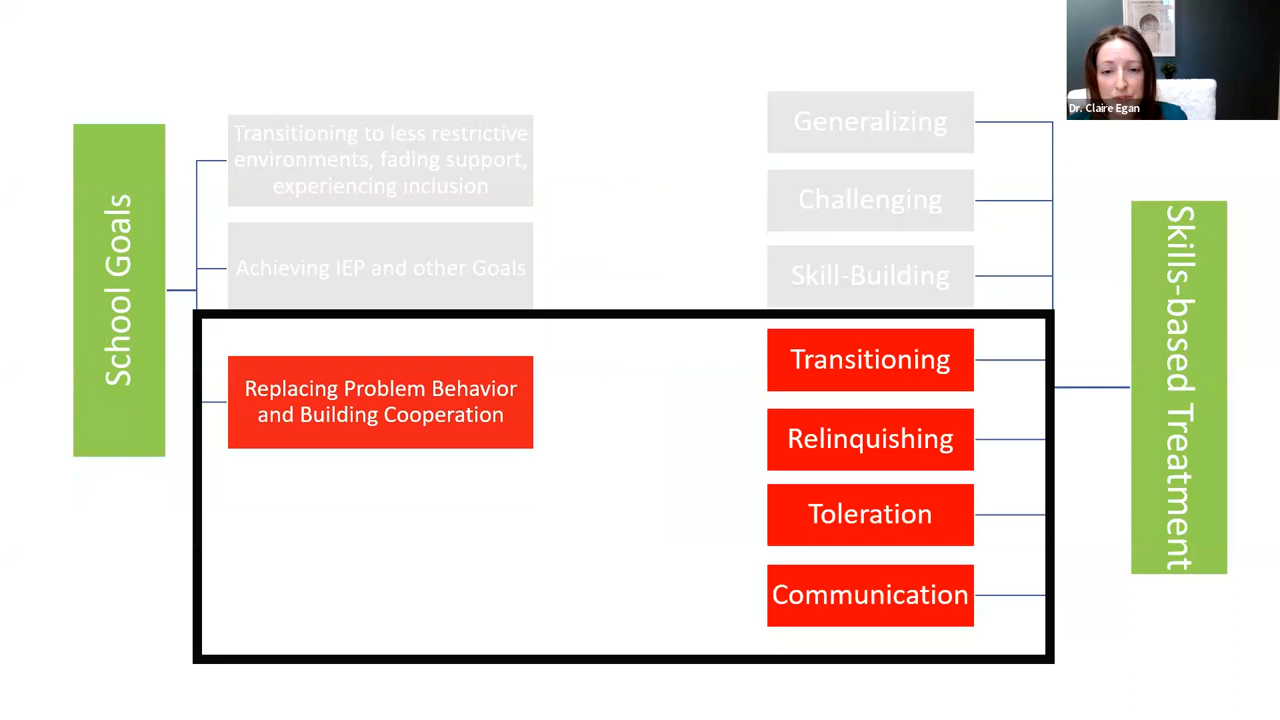 Dr. Claire Egan
School Goals
Transitioning to less restrictive
environments, fading support,
experiencing inclusion
Achieving IEP and other Goals
Replacing Problem Behavior
and Building Cooperation
Generalizing
Challenging
Skill-Building
Transitioning
Relinquishing
Toleration
Communication
Skills-based Treatment